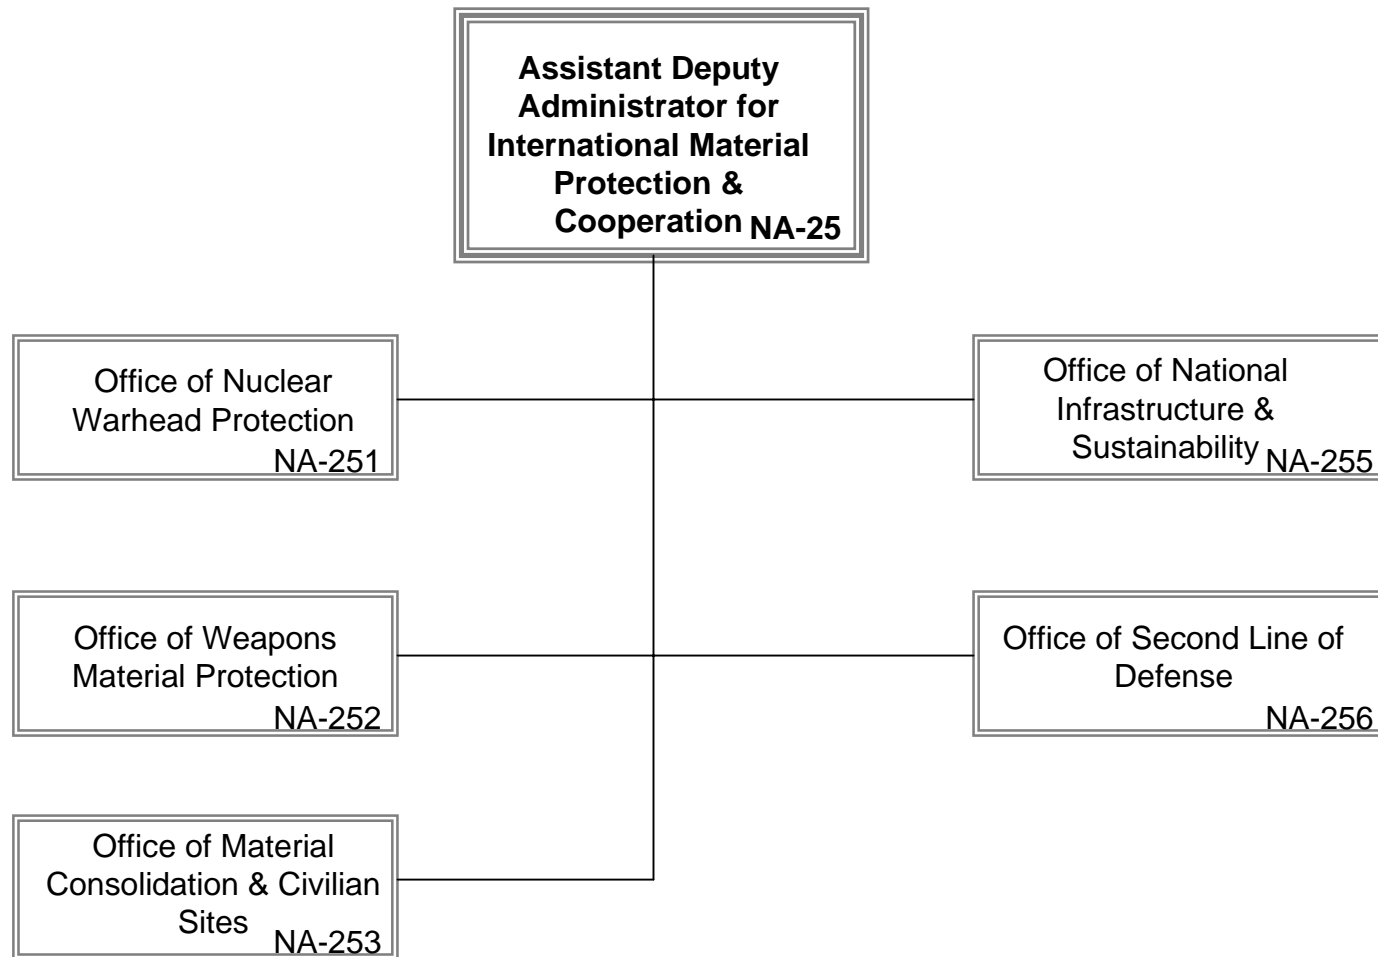 Assistant Deputy
Administrator for
International Material
Protection &
Cooperation NA-25
Office of Nuclear
Warhead Protection
NA-251
Office of National
Infrastructure &
Sustainability NA-255
Office of Weapons
Material Protection
NA-252
Office of Second Line of
Defense
NA-256
Office of Material
Consolidation & Civilian
Sites NA-253